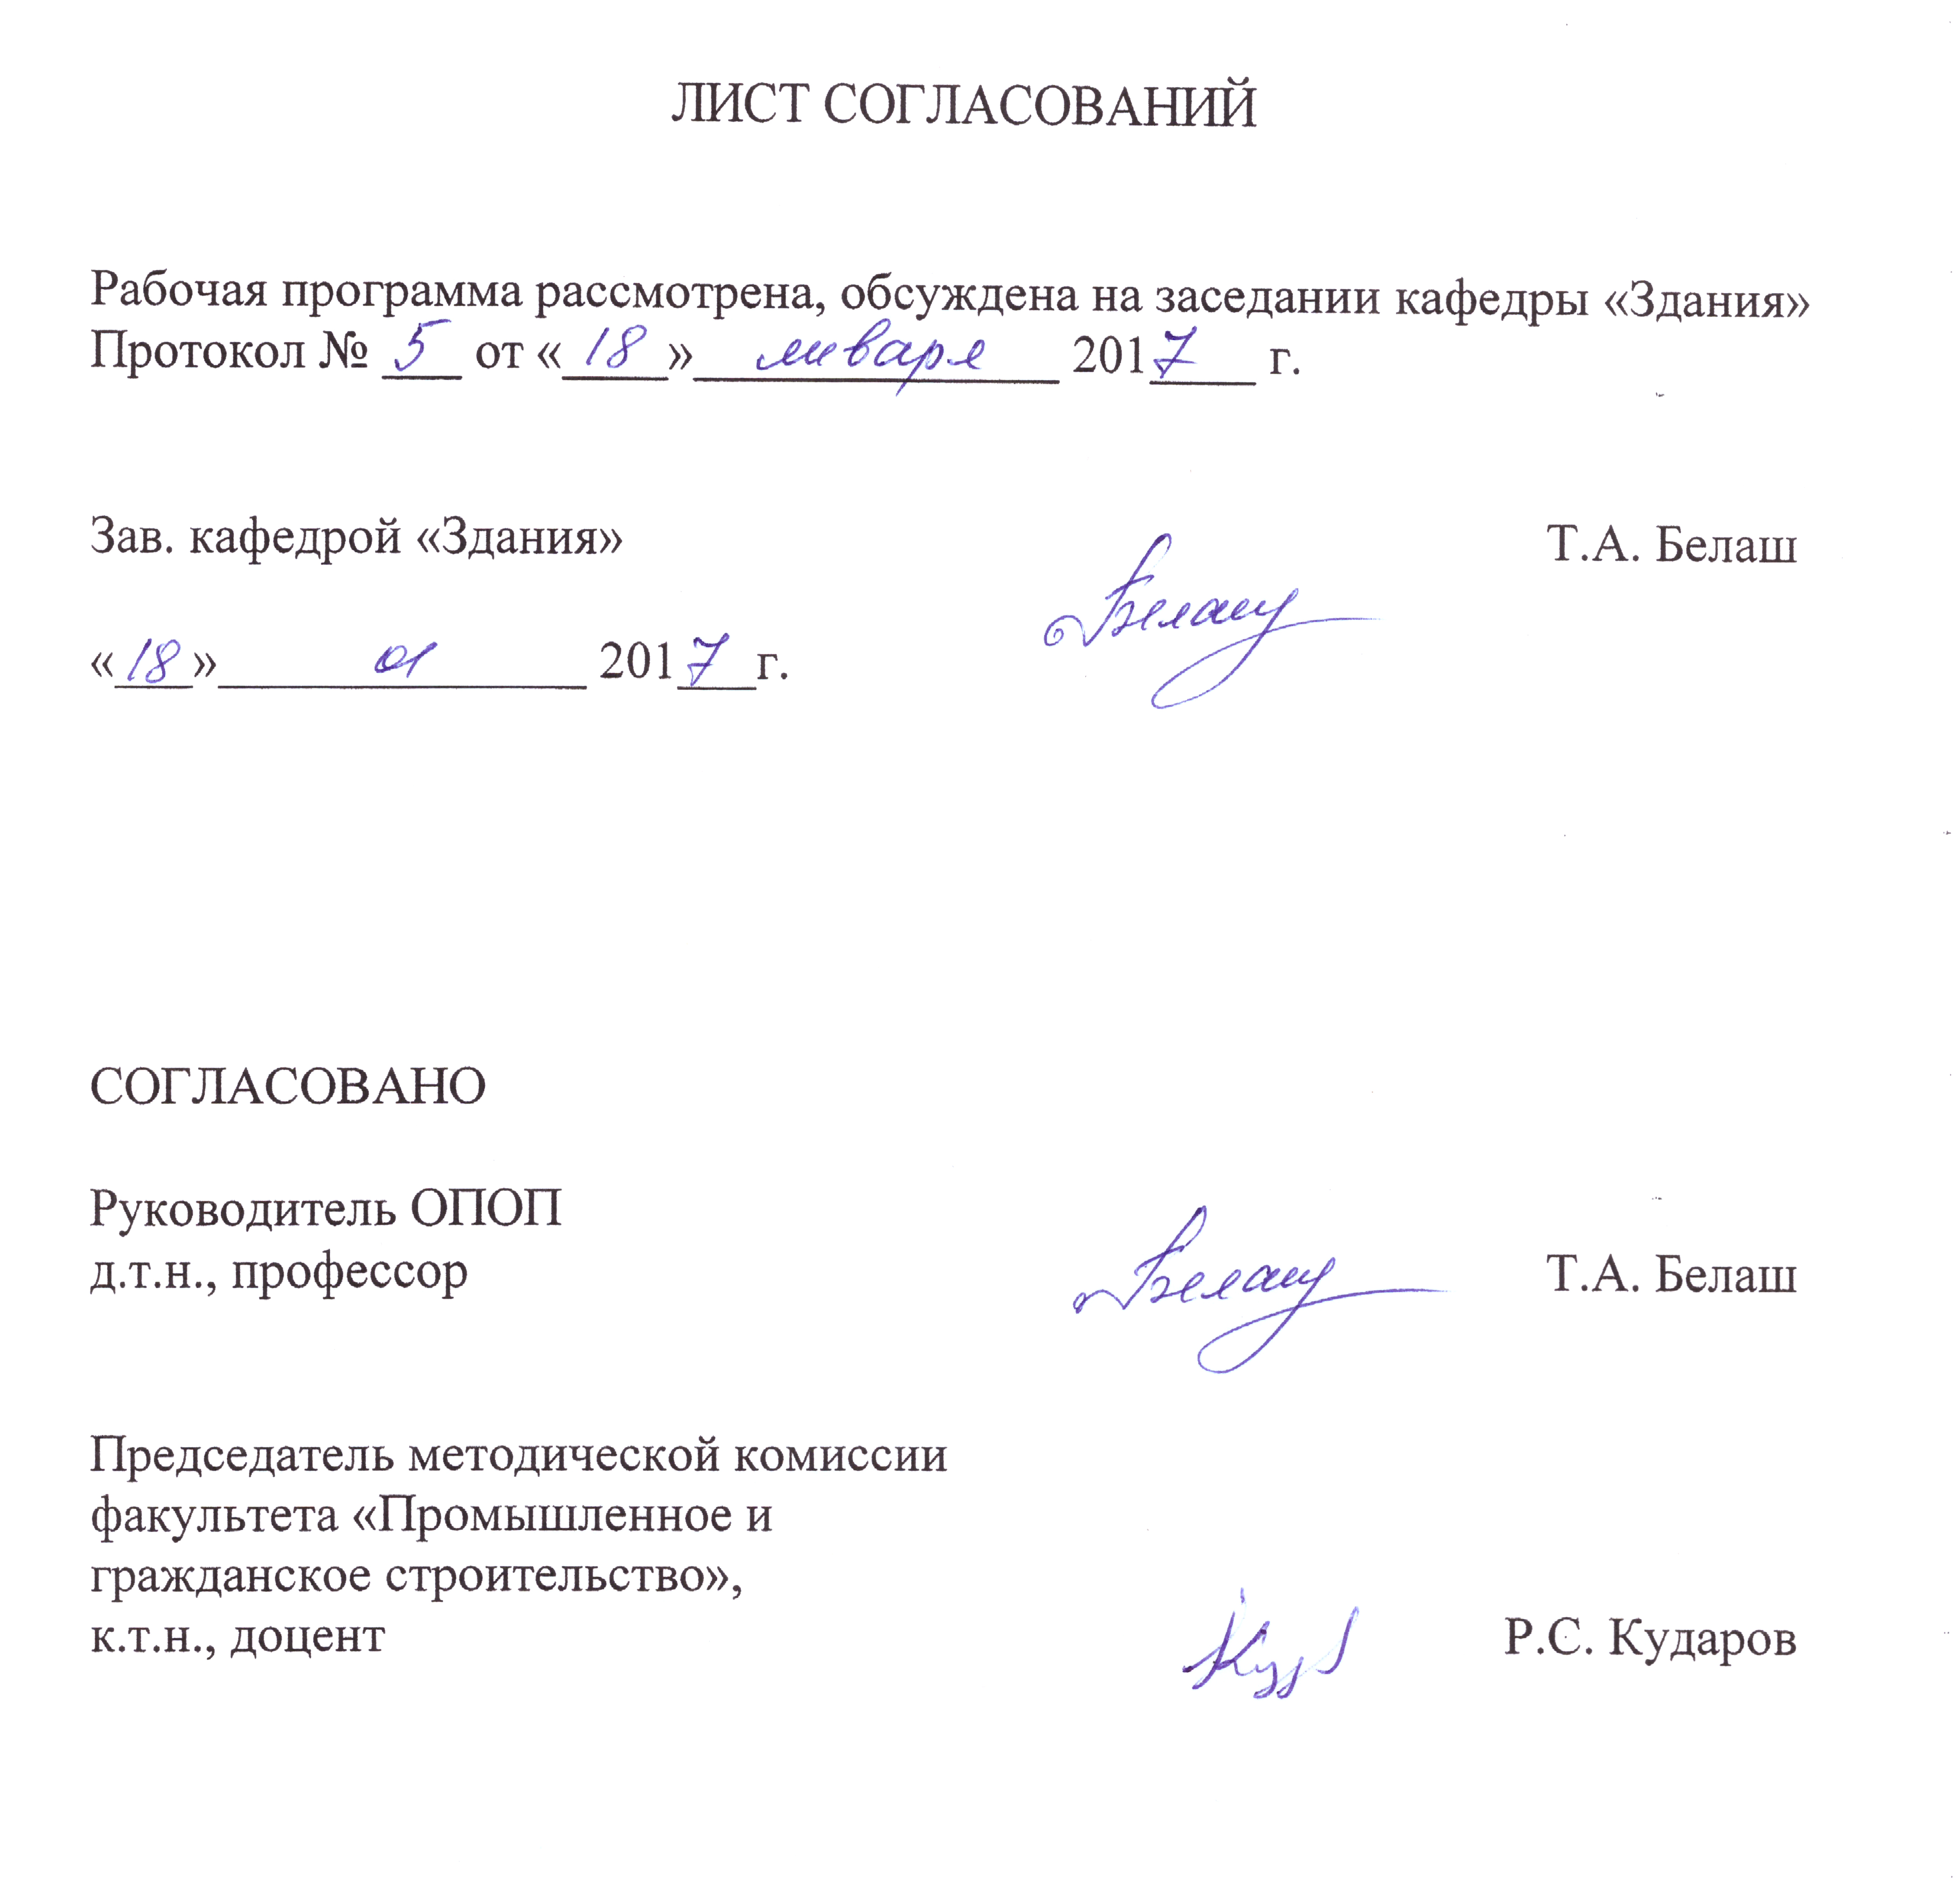 ЛИСТ СОГЛАСОВАНИЙ
Рабочая программа рассмотрена, обсуждена на заседании кафедры «Здания»
Протокол № 5 от «18» января 2017 г.
Зав. кафедрой «Здания» Т.А. Белаш
Белаш
«18» 01 2017 г.
СОГЛАСОВАНО
Руководитель ОПОП
д.т.н., профессор Белаш Т.А. Белаш
Председатель методической комиссии
факультета «Промышленное и
гражданское строительство»,
к.т.н., доцент Р.С. Кударов